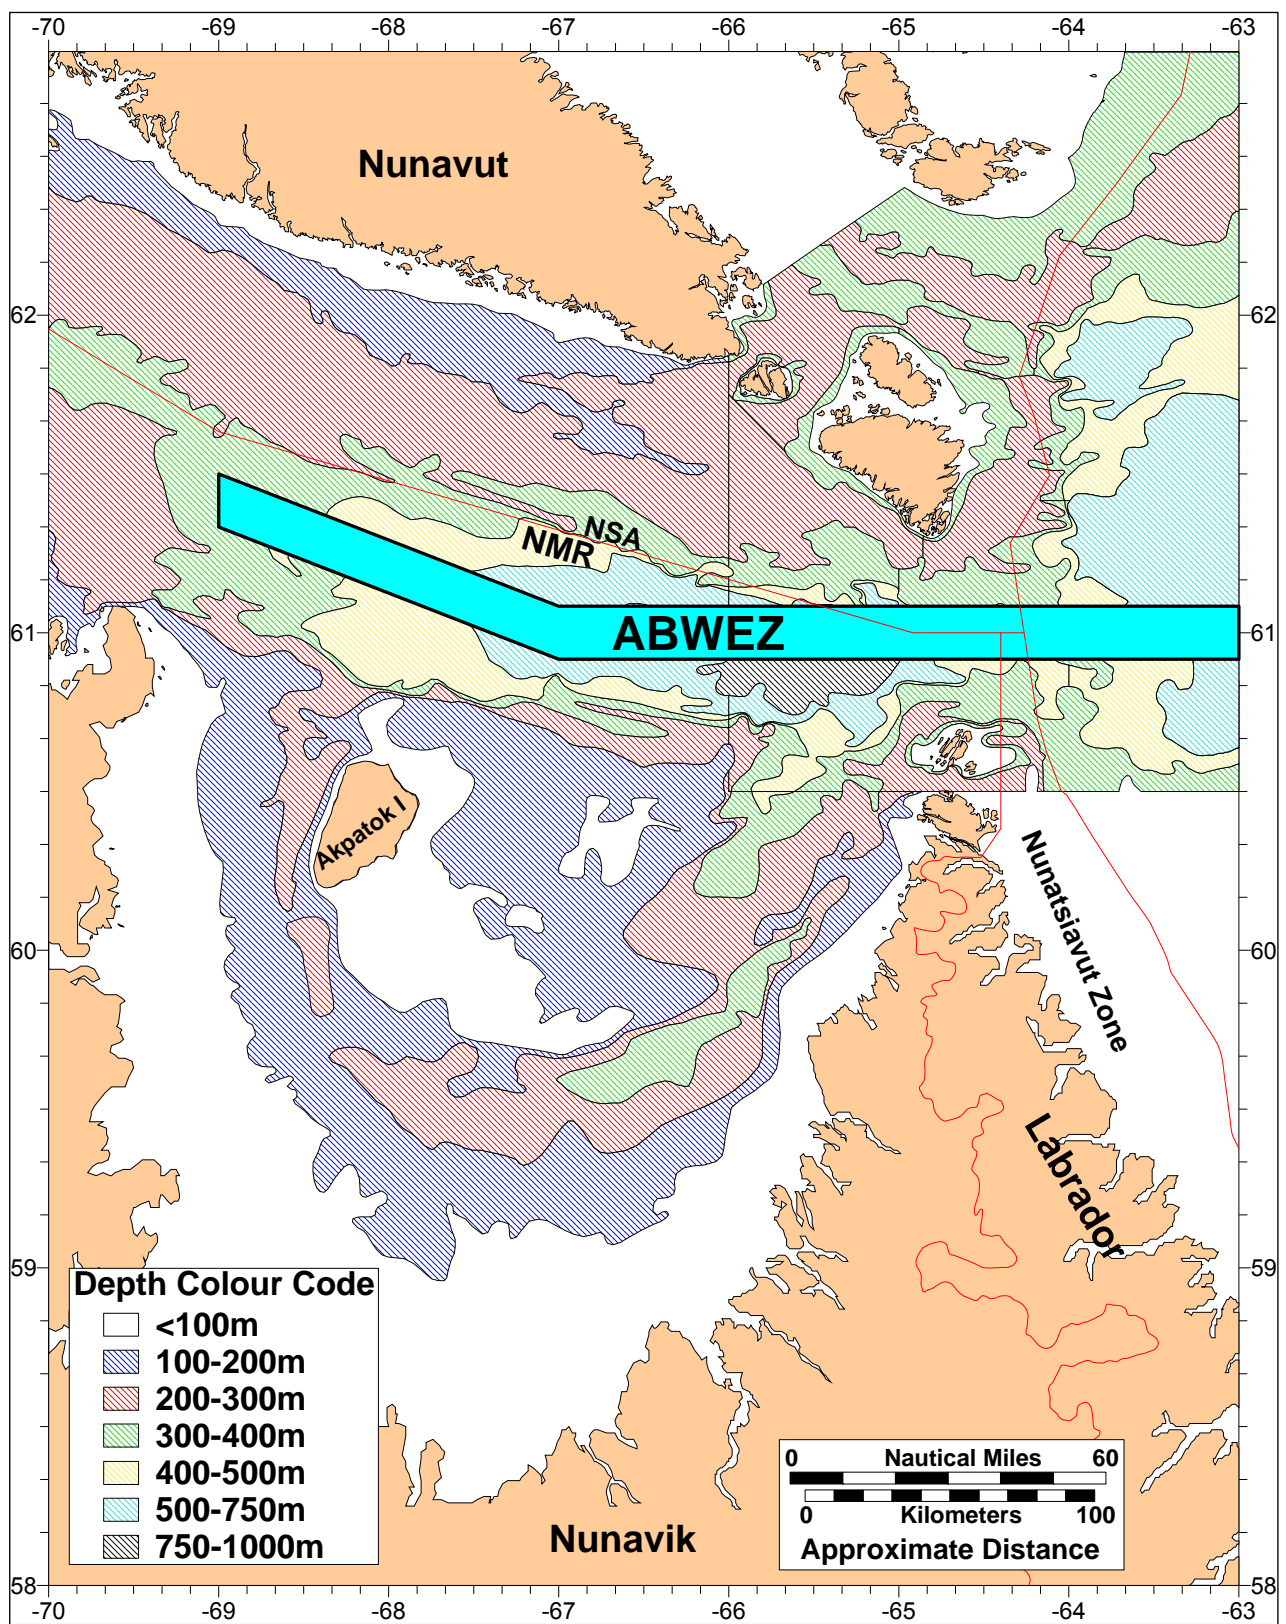 -70 -69 -68 -67 -66 -65 -64 -63
Nunavut
62 62
NSA
NMR
61 ABWEZ 61
Akpatok I
Nunatsiavut Zone
60 60
Labrador
59 59
Depth Colour Code
<100m
100-200m
200-300m
300-400m
400-500m
500-750m
750-1000m
0 Nautical Miles 60
0 Kilometers 100
Approximate Distance
Nunavik
58 58
-70 -69 -68 -67 -66 -65 -64 -63